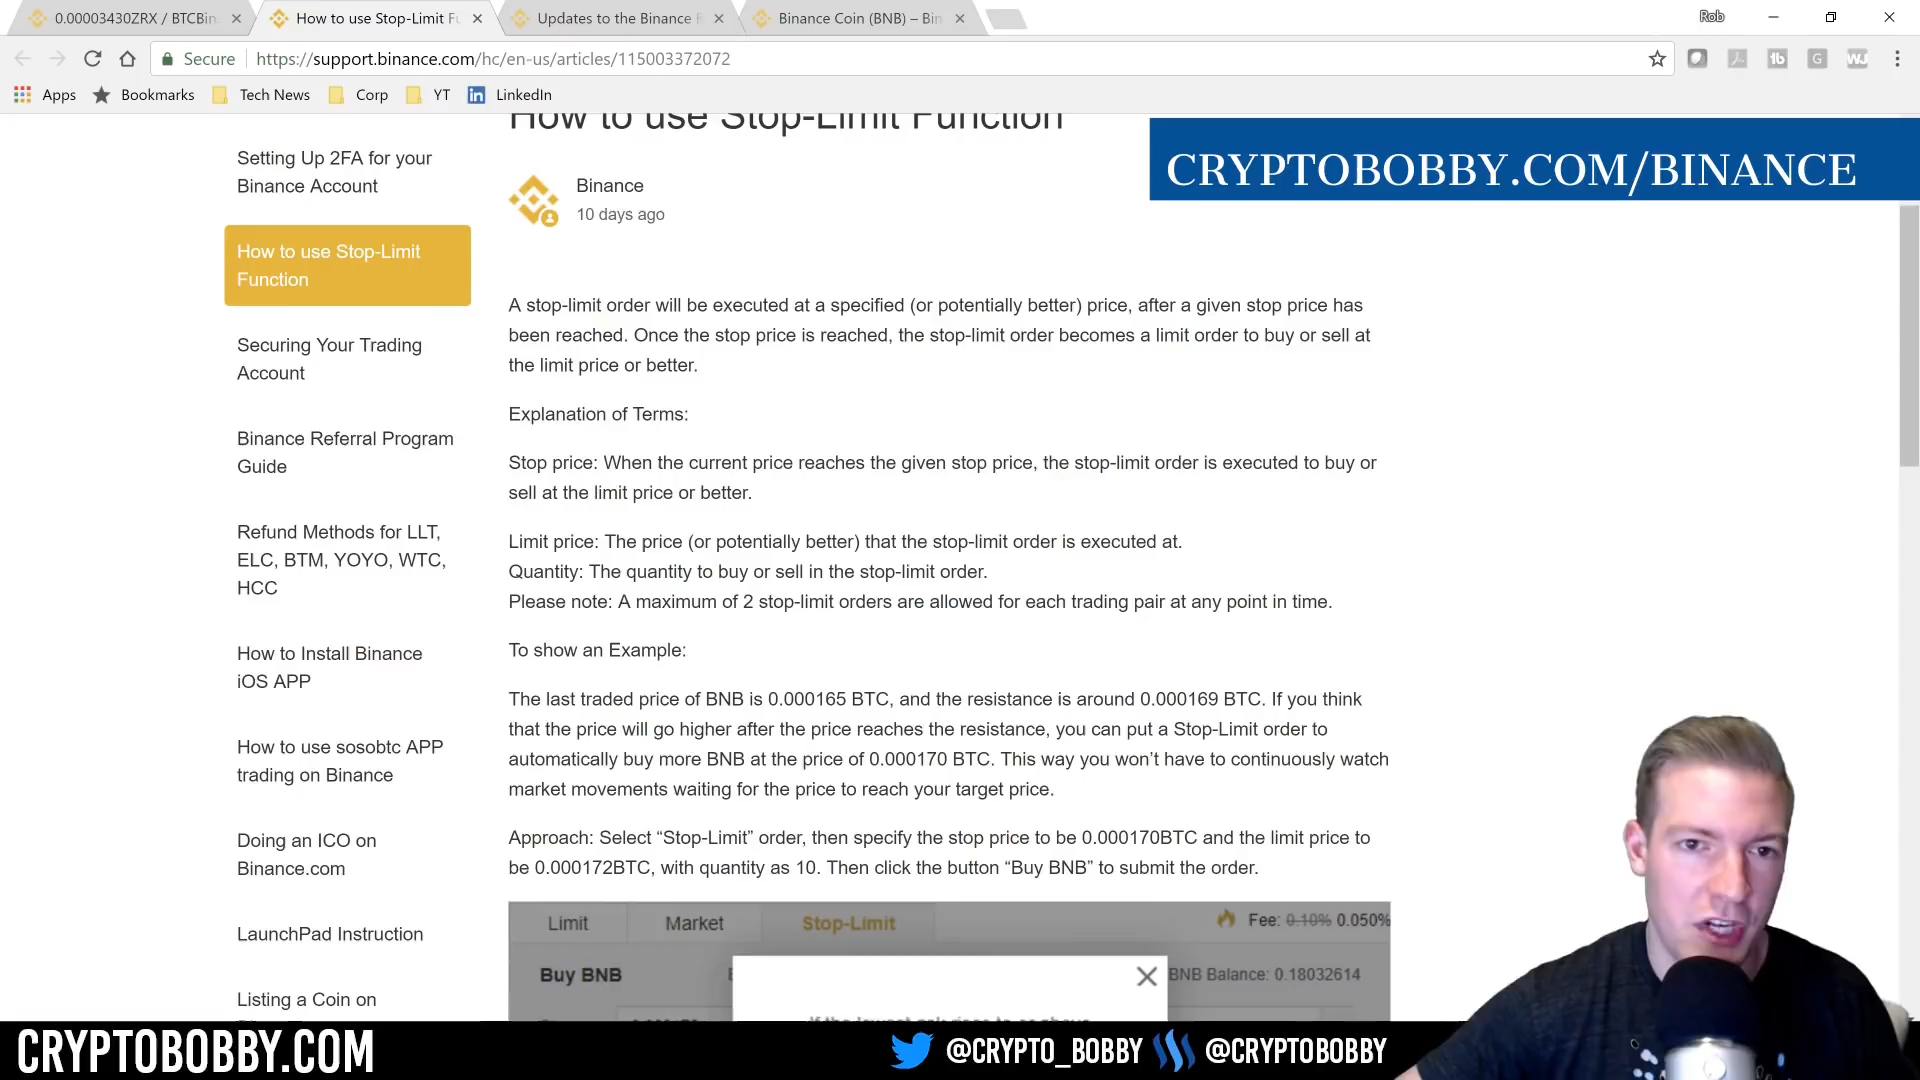 0.00003430ZRX / BTCBin
How to use Stop-Limit Fu
Updates to the Binance R
Binance Coin (BNB) – Bin
Rob
Secure
https://support.binance.com/hc/en-us/articles/115003372072
Apps
Bookmarks
Tech News
Corp
YT
LinkedIn
How to use Stop-Limit Function
CRYPTOBOBBY.COM/BINANCE
Setting Up 2FA for your
Binance Account
How to use Stop-Limit
Function
Securing Your Trading
Account
Binance Referral Program
Guide
Refund Methods for LLT,
ELC, BTM, YOYO, WTC,
HCC
How to Install Binance
iOS APP
How to use sosobtc APP
trading on Binance
Doing an ICO on
Binance.com
LaunchPad Instruction
Listing a Coin on
Binance
10 days ago
A stop-limit order will be executed at a specified (or potentially better) price, after a given stop price has
been reached. Once the stop price is reached, the stop-limit order becomes a limit order to buy or sell at
the limit price or better.
Explanation of Terms:
Stop price: When the current price reaches the given stop price, the stop-limit order is executed to buy or
sell at the limit price or better.
Limit price: The price (or potentially better) that the stop-limit order is executed at.
Quantity: The quantity to buy or sell in the stop-limit order.
Please note: A maximum of 2 stop-limit orders are allowed for each trading pair at any point in time.
To show an Example:
The last traded price of BNB is 0.000165 BTC, and the resistance is around 0.000169 BTC. If you think
that the price will go higher after the price reaches the resistance, you can put a Stop-Limit order to
automatically buy more BNB at the price of 0.000170 BTC. This way you won’t have to continuously watch
market movements waiting for the price to reach your target price.
Approach: Select “Stop-Limit” order, then specify the stop price to be 0.000170BTC and the limit price to
be 0.000172BTC, with quantity as 10. Then click the button “Buy BNB” to submit the order.
Limit
Market
Stop-Limit
Fee: 0.10% 0.050%
Buy BNB
BNB Balance: 0.18032614
CRYPTOBOBBY.COM
@CRYPTO_BOBBY
@CRYPTOBOBBY